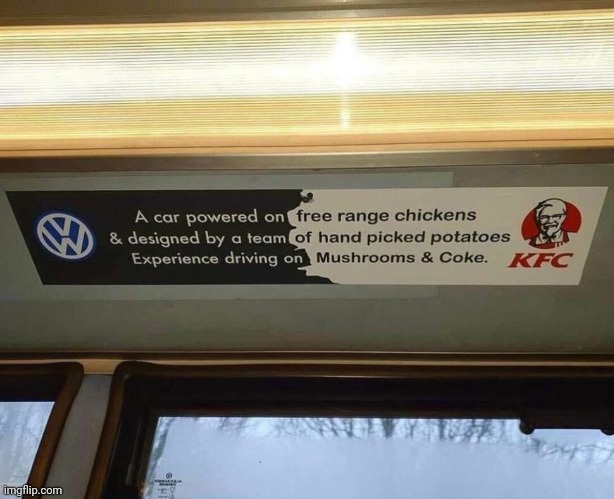 A car powered on free range chickens
& designed by a team of hand picked potatoes
Experience driving on Mushrooms & Coke.
KFC
imgflip.com